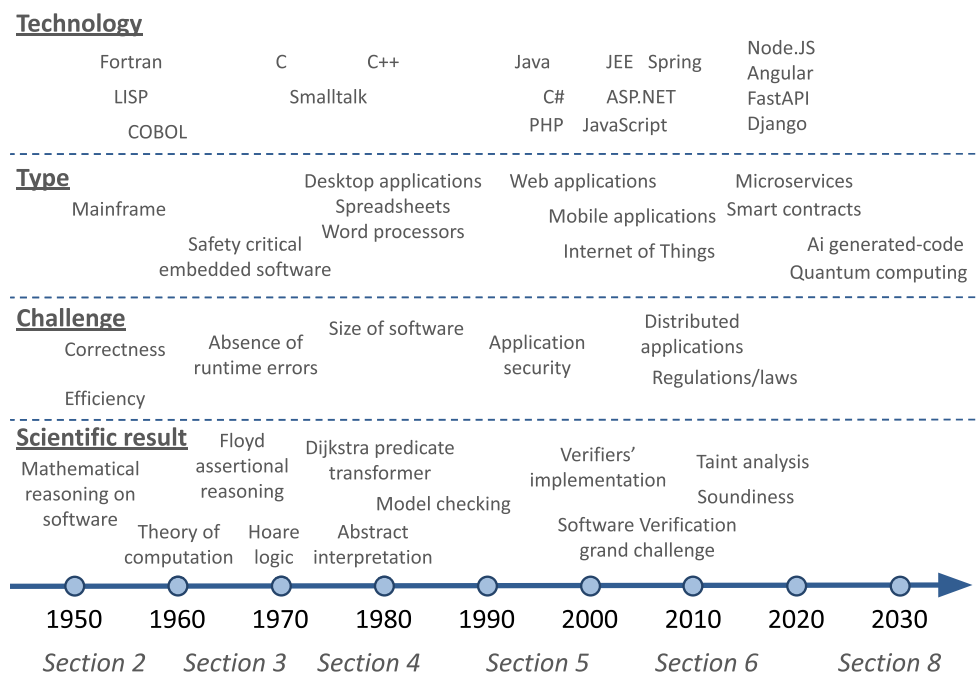 Technology
Fortran C C++ Java JEE Spring Node.JS
Angular
LISP Smalltalk C# ASP.NET FastAPI
COBOL PHP JavaScript Django
Type
Desktop applications Web applications Microservices
Mainframe Spreadsheets Mobile applications Smart contracts
Word processors
Safety critical Internet of Things Ai generated-code
embedded software Quantum computing
Challenge
Correctness Absence of Size of software Application Distributed
runtime errors security applications
Efficiency Regulations/laws
Scientific result
Mathematical Floyd Dijkstra predicate Verifiers’ Taint analysis
reasoning on assertional transformer implementation
software reasoning Model checking Soundiness
Theory of Hoare Abstract Software Verification
computation logic interpretation grand challenge
1950 1960 1970 1980 1990 2000 2010 2020 2030
Section 2 Section 3 Section 4 Section 5 Section 6 Section 8